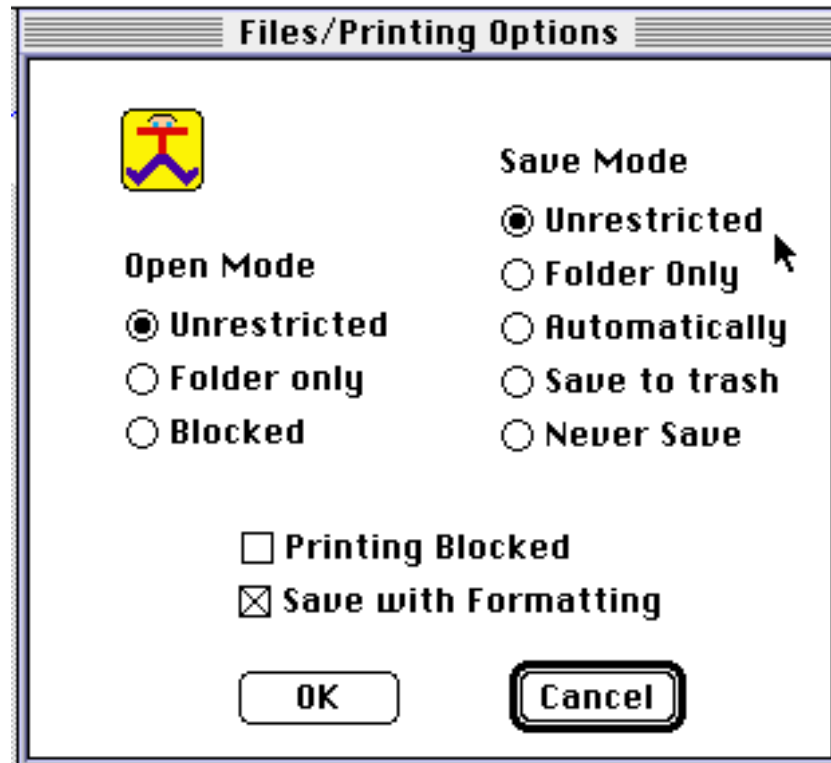 Files/Printing Options
Save Mode
Unrestricted
Folder Only
Automatically
Save to trash
Never Save
Open Mode
Unrestricted
Folder only
Blocked
Printing Blocked
Save with Formatting
OK
Cancel